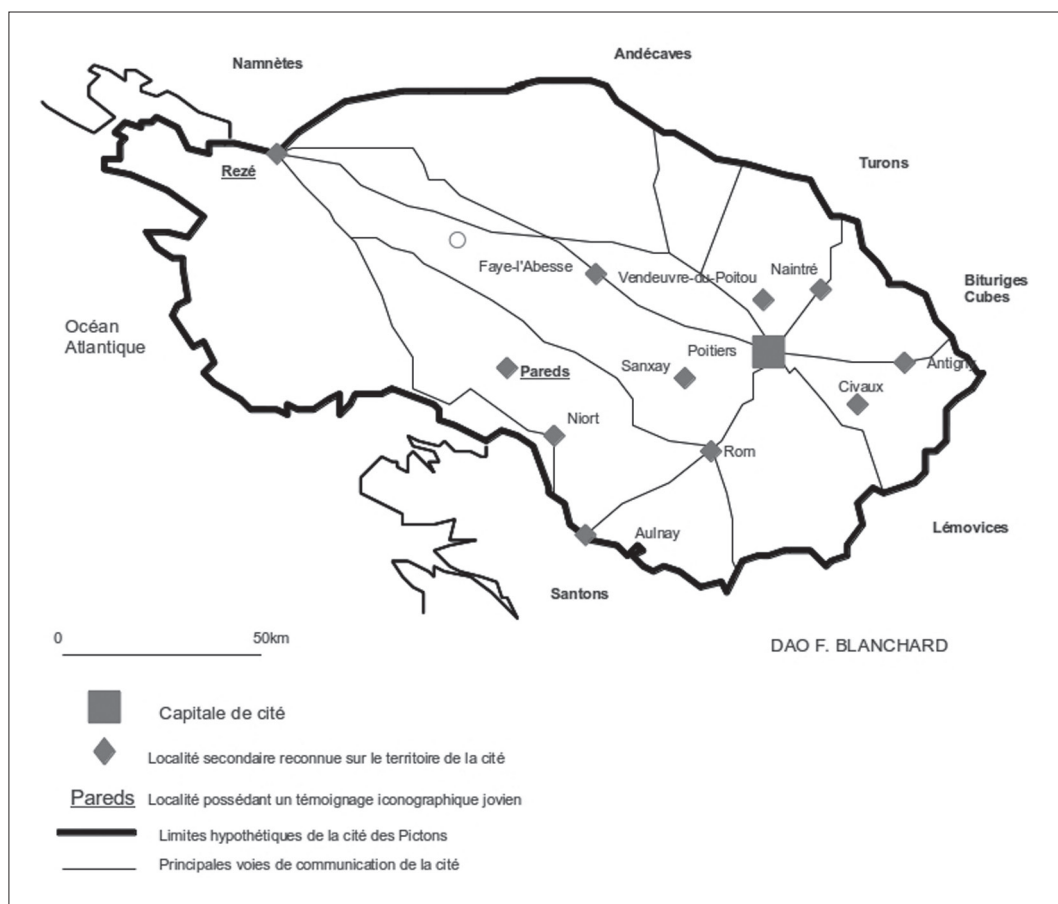 Namnètes
Andécaves
Turons
Rezé
Faye-l'Abesse
Vendeuvre-du-Poitou
Naintré
Bituriges
Cubes
Océan
Atlantique
Poitiers
Pareds
Sanxay
Antigny
Civaux
Niort
Rom
Lémovices
Aulnay
Santons
0
50km
DAO F. BLANCHARD
Capitale de cité
Localité secondaire reconnue sur le territoire de la cité
Pareds Localité possédant un témoignage iconographique jovien
Limites hypothétiques de la cité des Pictons
Principales voies de communication de la cité